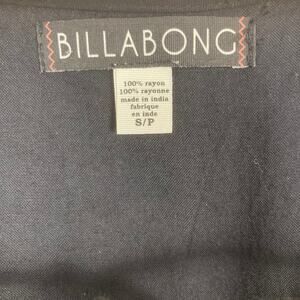 BILLABONG
100% rayon
100% rayonne
made in india
fabrique
en inde
S/P